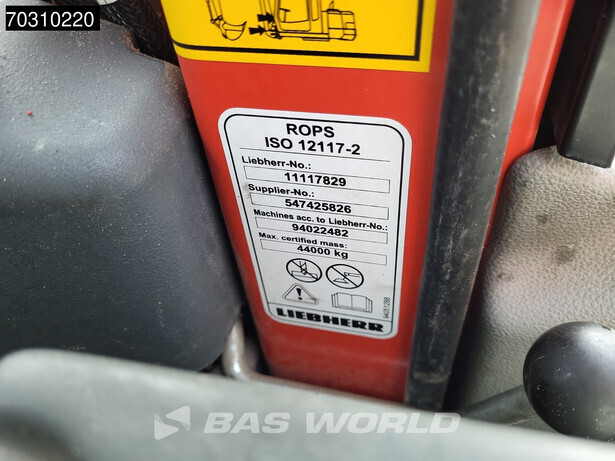 70310220
ROPS
ISO 12117-2
Liebherr-No.:
11117829
Supplier-No.:
547425826
Machines acc. to Liebherr-No.:
94022482
Max. certified mass:
44000 kg
LIEBHERR
BAS WORLD